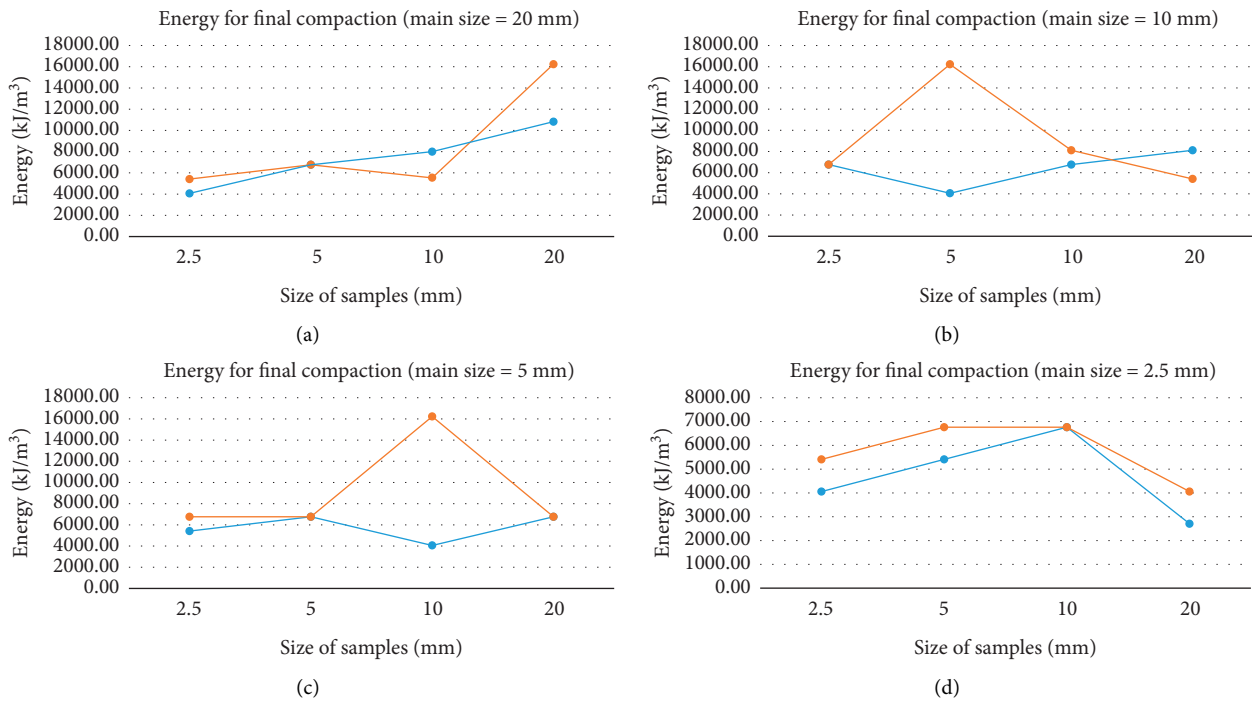 Energy for final compaction (main size = 20 mm)
18000.00
16000.00
14000.00
12000.00
10000.00
8000.00
6000.00
4000.00
2000.00
0.00
Energy (kJ/m³)
2.5 5 10 20
Size of samples (mm)
(a)
Energy for final compaction (main size = 10 mm)
18000.00
16000.00
14000.00
12000.00
10000.00
8000.00
6000.00
4000.00
2000.00
0.00
Energy (kJ/m³)
2.5 5 10 20
Size of samples (mm)
(b)
Energy for final compaction (main size = 5 mm)
18000.00
16000.00
14000.00
12000.00
10000.00
8000.00
6000.00
4000.00
2000.00
0.00
Energy (kJ/m³)
2.5 5 10 20
Size of samples (mm)
(c)
Energy for final compaction (main size = 2.5 mm)
8000.00
7000.00
6000.00
5000.00
4000.00
3000.00
2000.00
1000.00
0.00
Energy (kJ/m³)
2.5 5 10 20
Size of samples (mm)
(d)